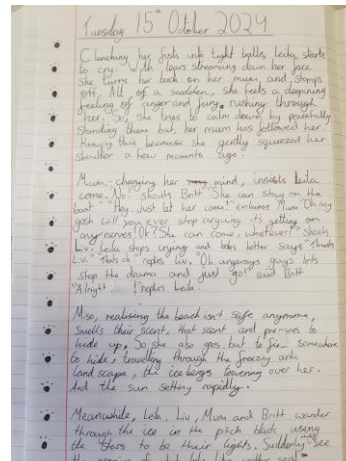 Tuesday 15th October 2024
Clenching her fists into tight balls, Leila starts
to cry. With tears streaming down her face
She turns her back on her mum, and stomps
off. All of a sudden, she feels a deepening
feeling of anger and fury rushing through
her. So, she tries to calm down by peacefully
standing there but, her mum has followed her.
Knowing this because she gently squeezed her
shoulder a few moments ago.
Mum, changing her mind, insists Leila
come. "No!" Shouts Britt "She can stay on the
boat" "Hey, Just let her come!" Mum "Oh my
gosh will you ever stop arguing its getting on
my nerves! Ok? She can come, whatever!" Shouts
Liv. Leila stops crying and looks better says "Thanks
Liv." "Thats ok" replies Liv. "Ok anyways guys lets
stop the drama and just go!" said Britt
"Alright !" replies Leila.
Miso, realising the beach isn't safe anymore,
smells their scent, that scent and prepares to
hide up. So she also goes, but to far somewhere
to hide, travelling through the freezing artic
landscape, the icebergs towering over her.
And the sun setting rapidly.
Meanwhile, Leila, Liv, Mum and Britt wander
through the ice in the pitch black using
the stars to be their lights. Suddenly see